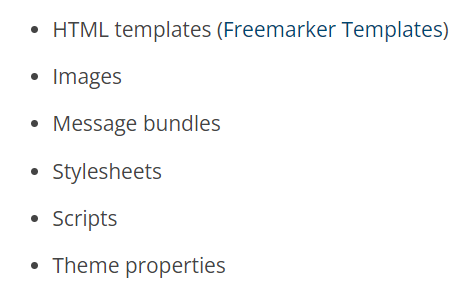 • HTML templates (Freemarker Templates)
• Images
• Message bundles
• Stylesheets
• Scripts
• Theme properties